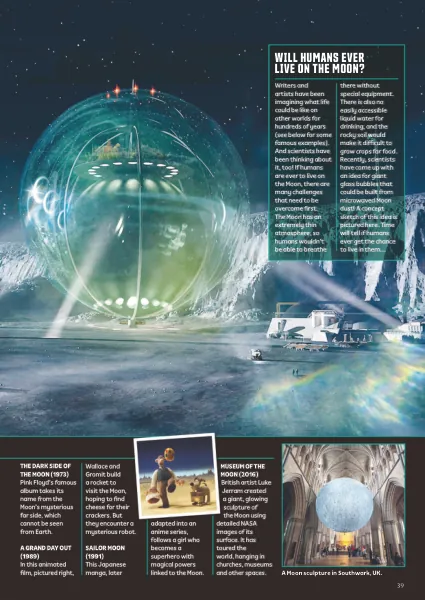 WILL HUMANS EVER
LIVE ON THE MOON?
Writers and
artists have been
imagining what life
could be like on
other worlds for
hundreds of years
(see below for some
famous examples).
And scientists have
been thinking about
it, too! If humans
are ever to live on
the Moon, there are
many challenges
that need to be
overcome first.
The Moon has an
extremely thin
atmosphere, so
humans wouldn't
be able to breathe
there without
special equipment.
There is also no
easily accessible
liquid water for
drinking, and the
rocky soil would
make it difficult to
grow crops for food.
Recently, scientists
have come up with
an idea for giant
glass bubbles that
could be built from
microwaved Moon
dust! A concept
sketch of this idea is
pictured here. Time
will tell if humans
ever get the chance
to live in them...
THE DARK SIDE OF
THE MOON (1973)
Pink Floyd's famous
album takes its
name from the
Moon's mysterious
far side, which
cannot be seen
from Earth.
A GRAND DAY OUT
(1989)
In this animated
film, pictured right,
Wallace and
Gromit build
a rocket to
visit the Moon,
hoping to find
cheese for their
crackers. But
they encounter a
mysterious robot.
SAILOR MOON
(1991)
This Japanese
manga, later
adapted into an
anime series,
follows a girl who
becomes a
superhero with
magical powers
linked to the Moon.
MUSEUM OF THE
MOON (2016)
British artist Luke
Jerram created
a giant, glowing
sculpture of
the Moon using
detailed NASA
images of its
surface. It has
toured the
world, hanging in
churches, museums
and other spaces.
A Moon sculpture in Southwark, UK.
39